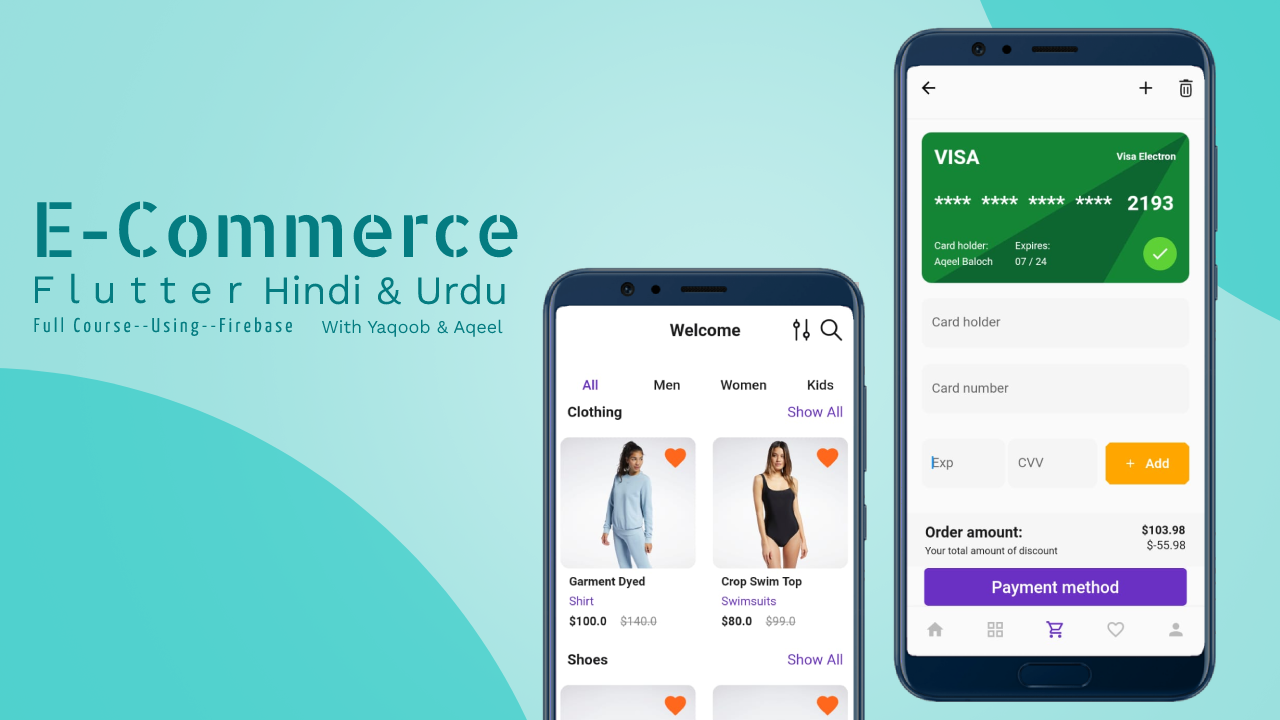 E-Commerce
Flutter Hindi & Urdu
Full Course--Using--Firebase With Yaqoob & Aqeel
Welcome
All Men Women Kids
Clothing Show All
Garment Dyed
Shirt
$100.0 $140.0
Crop Swim Top
Swimsuits
$80.0 $99.0
Shoes Show All
VISA Visa Electron
**** **** **** **** 2193
Card holder: Expires:
Aqeel Baloch 07 / 24
Card holder
Card number
Exp CVV + Add
Order amount: $103.98
Your total amount of discount $-55.98
Payment method